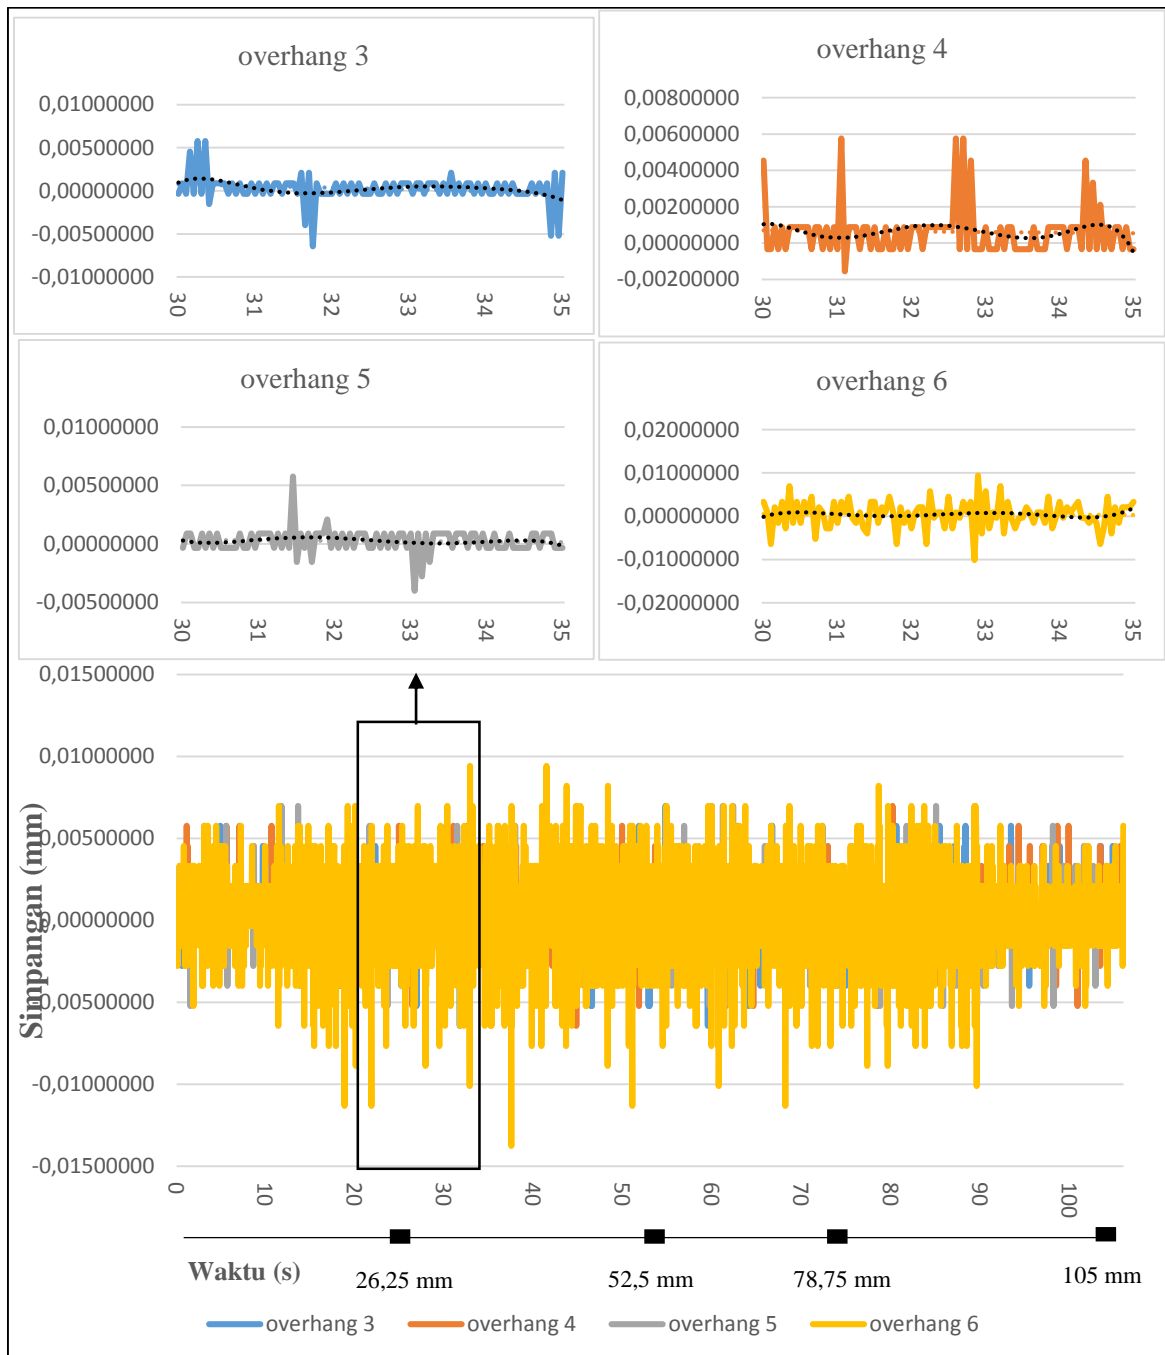 overhang 3
0,01000000
0,00500000
0,00000000
-0,00500000
-0,01000000
30 31 32 33 34 35
overhang 4
0,00800000
0,00600000
0,00400000
0,00200000
0,00000000
-0,00200000
30 31 32 33 34 35
overhang 5
0,01000000
0,00500000
0,00000000
-0,00500000
30 31 32 33 34 35
overhang 6
0,02000000
0,01000000
0,00000000
-0,01000000
-0,02000000
30 31 32 33 34 35
Simpangan (mm)
0,01500000
0,01000000
0,00500000
0,00000000
-0,00500000
-0,01000000
-0,01500000
0 10 20 30 40 50 60 70 80 90 100
Waktu (s)
26,25 mm 52,5 mm 78,75 mm 105 mm
overhang 3 overhang 4 overhang 5 overhang 6